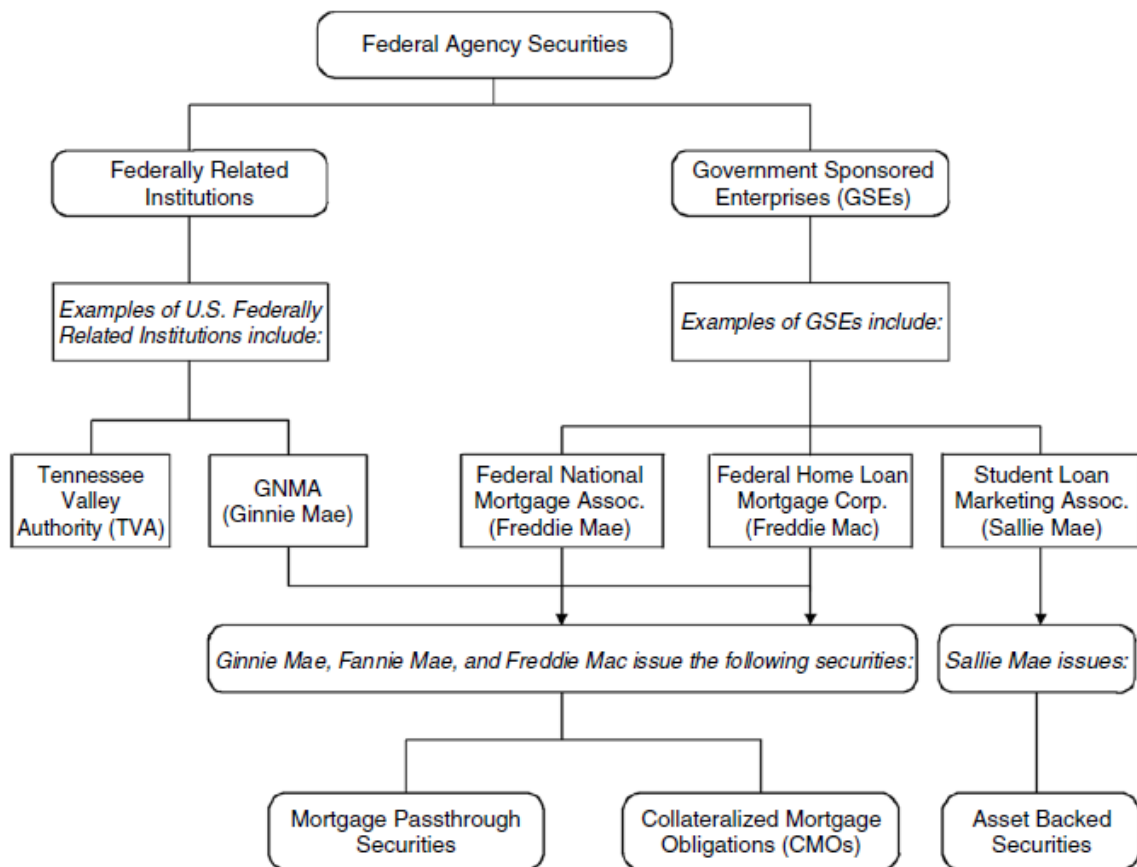 Federal Agency Securities
Federally Related
Institutions
Government Sponsored
Enterprises (GSEs)
Examples of U.S. Federally
Related Institutions include:
Examples of GSEs include:
Tennessee
Valley
Authority (TVA)
GNMA
(Ginnie Mae)
Federal National
Mortgage Assoc.
(Freddie Mae)
Federal Home Loan
Mortgage Corp.
(Freddie Mac)
Student Loan
Marketing Assoc.
(Sallie Mae)
Ginnie Mae, Fannie Mae, and Freddie Mac issue the following securities:
Sallie Mae issues:
Mortgage Passthrough
Securities
Collateralized Mortgage
Obligations (CMOs)
Asset Backed
Securities